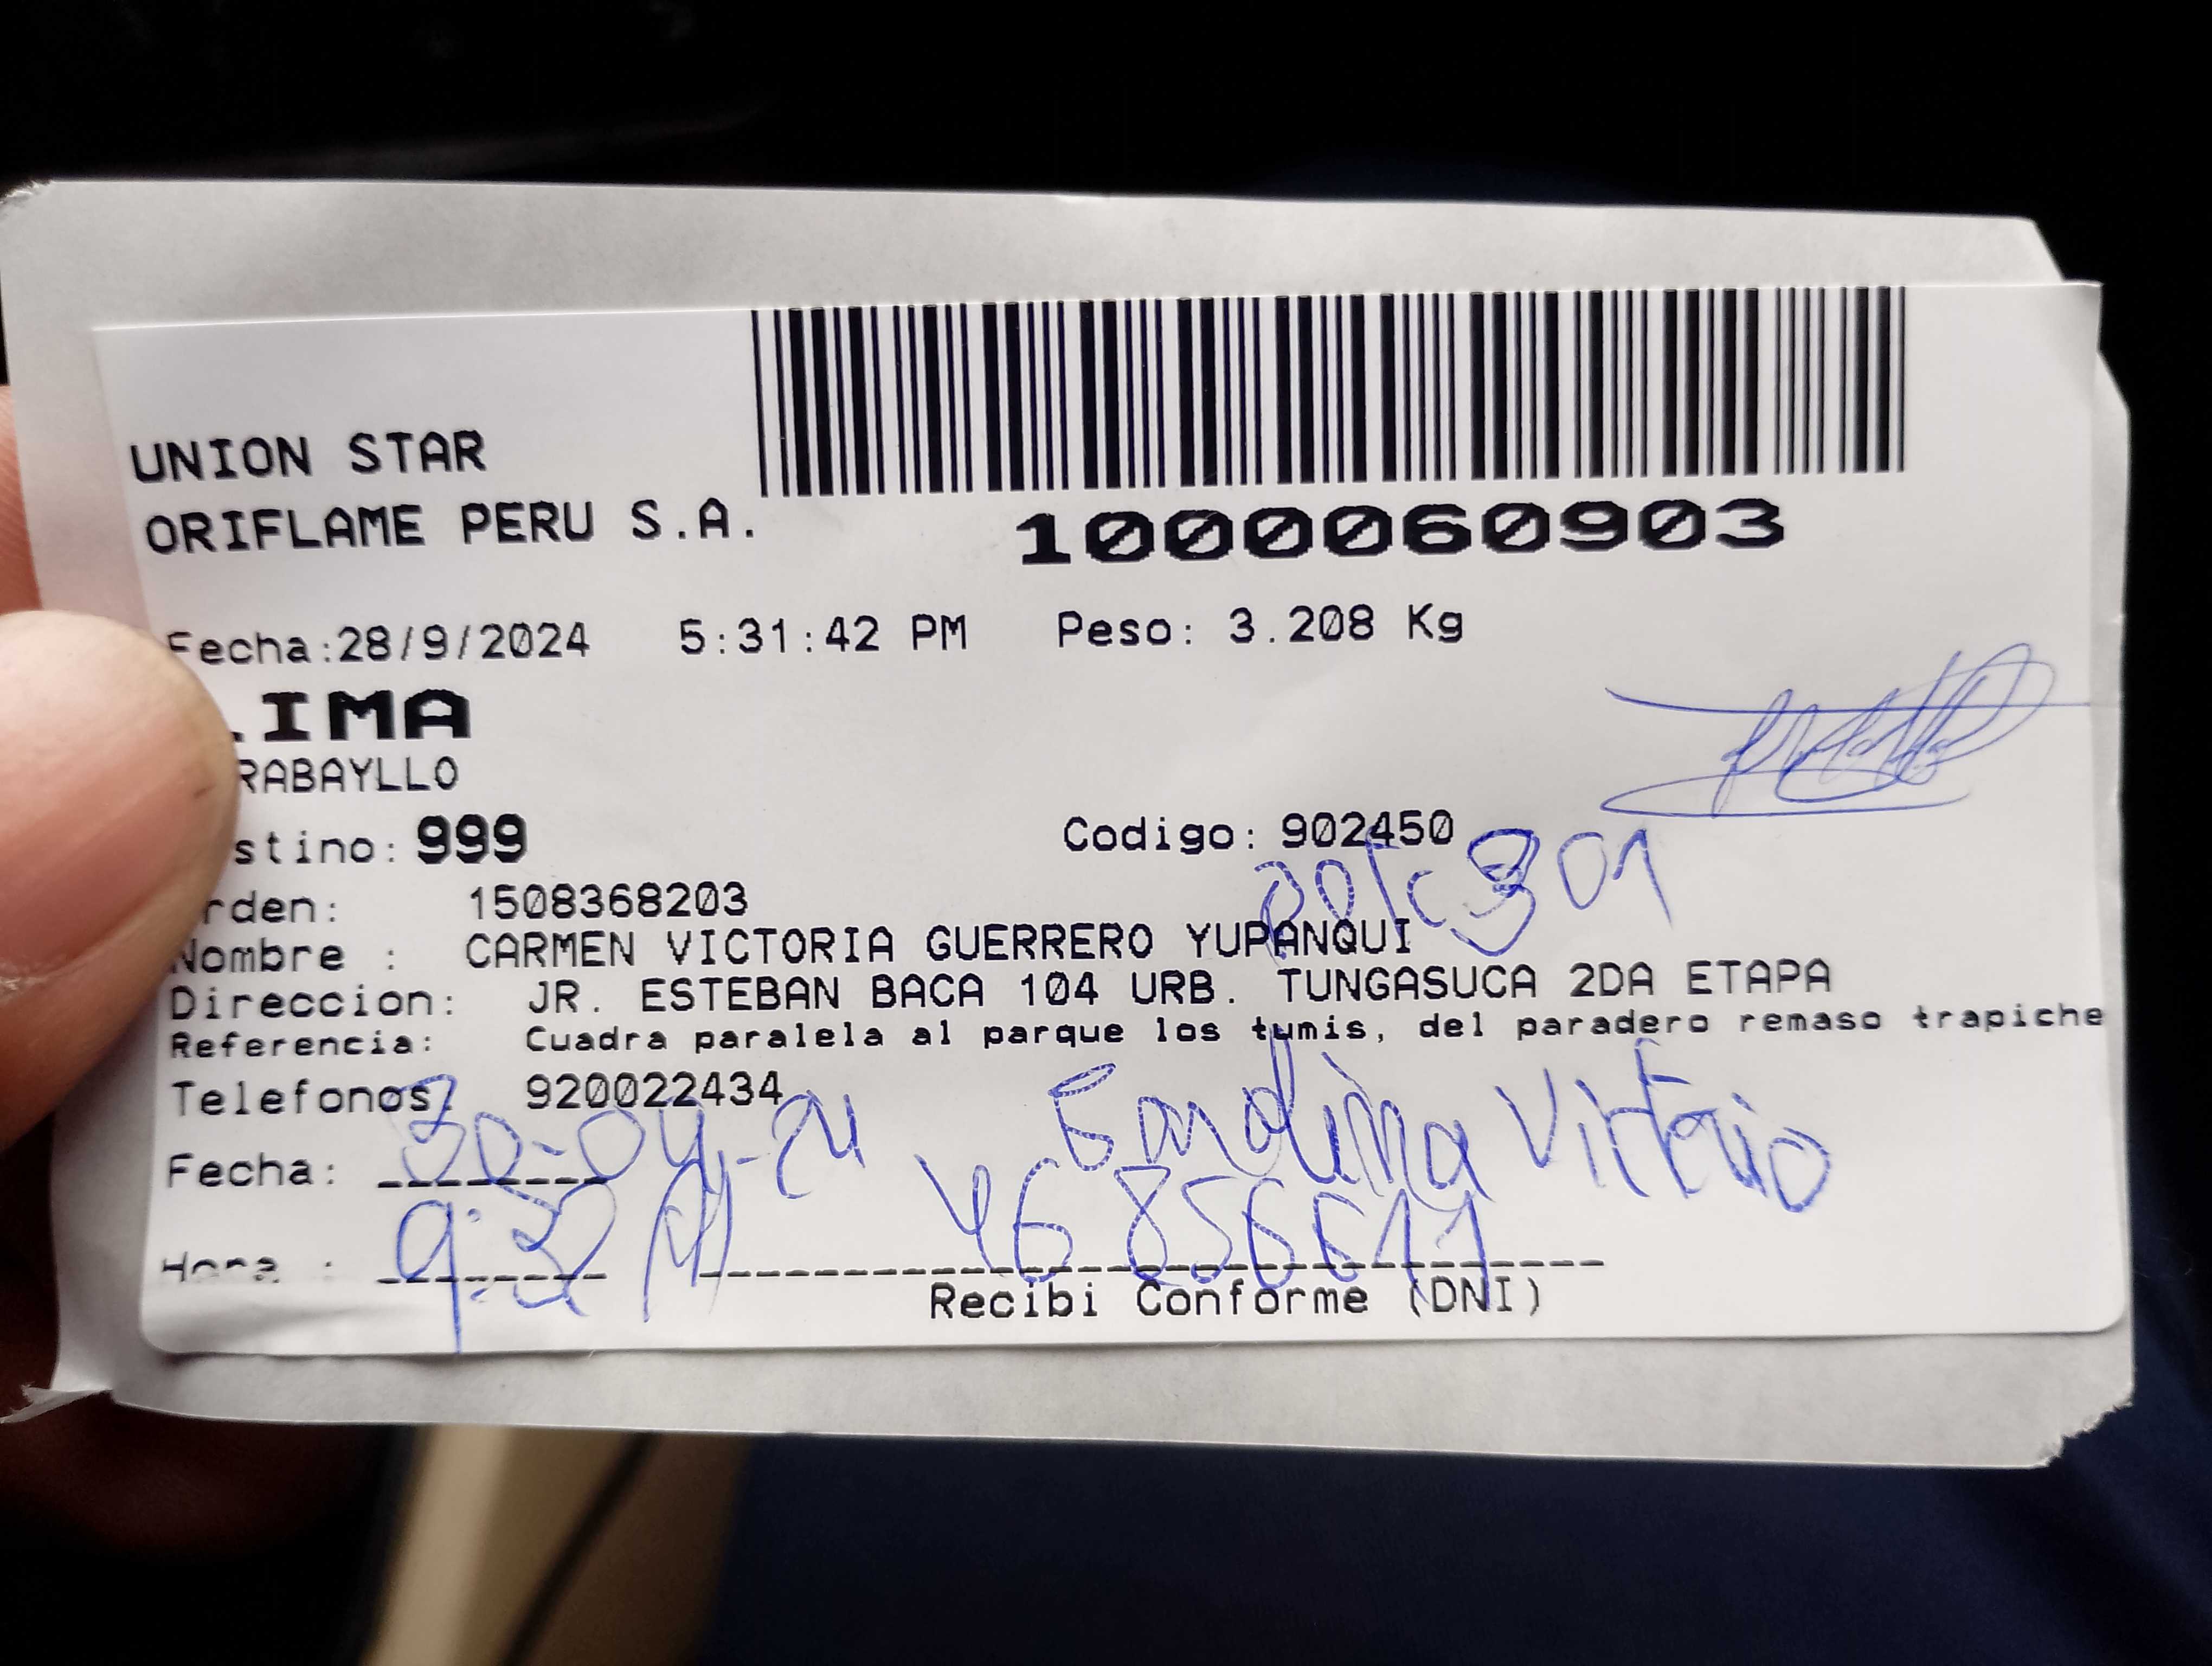 UNION STAR
ORIFLAME PERU S.A.
1000060903
Fecha:28/9/2024 5:31:42 PM Peso: 3.208 Kg
LIMA
RABAYLLO
stino: 999 Codigo: 902450
rden: 1508368203
Nombre : CARMEN VICTORIA GUERRERO YUPANQUI
Direccion: JR. ESTEBAN BACA 104 URB. TUNGASUCA 2DA ETAPA
Referencia: Cuadra paralela al parque los tumis, del paradero remaso trapiche
Telefonos: 920022434
Fecha:
Hora :
Recibi Conforme (DNI)